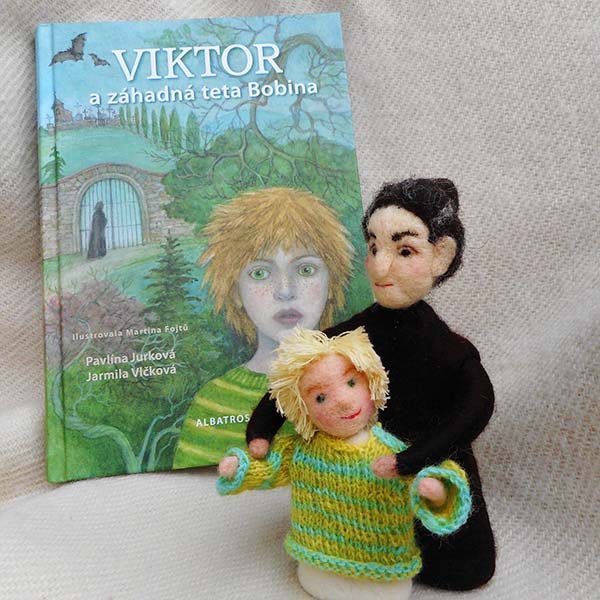 VIKTOR
a záhadná teta Bobina
Ilustrovala Martina Fojtů
Pavlína Jurková
Jarmila Vlčková
ALBATROS